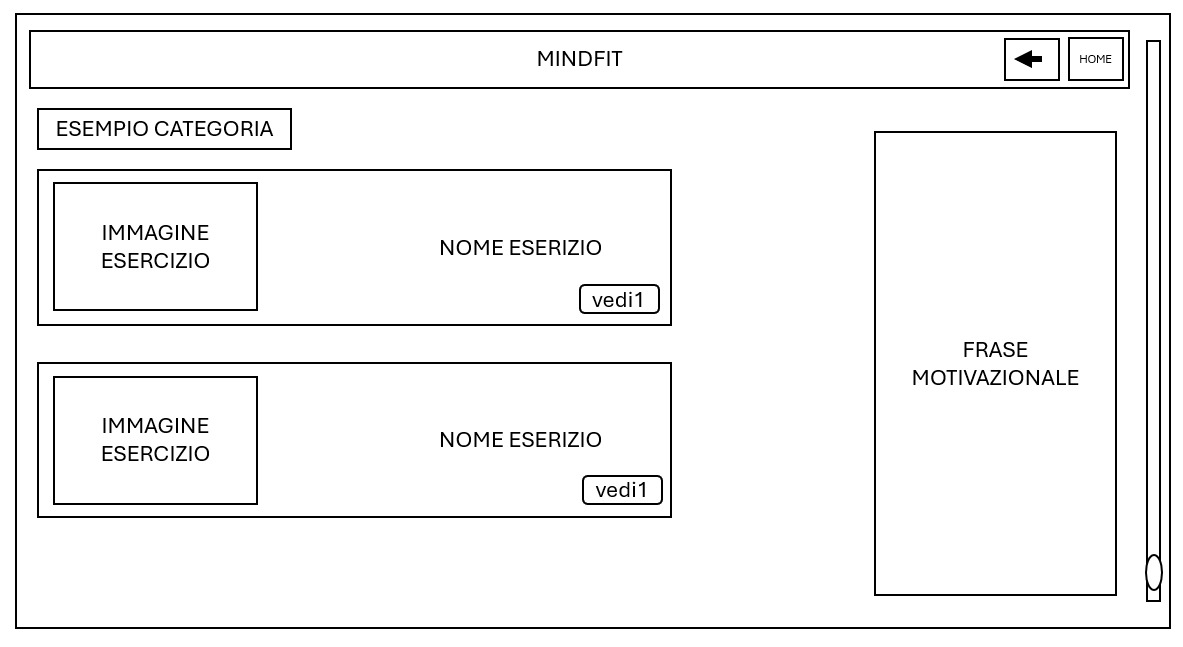 MINDFIT
HOME
ESEMPIO CATEGORIA
IMMAGINE
ESERCIZIO
NOME ESERIZIO
vedi1
IMMAGINE
ESERCIZIO
NOME ESERIZIO
vedi1
FRASE
MOTIVAZIONALE